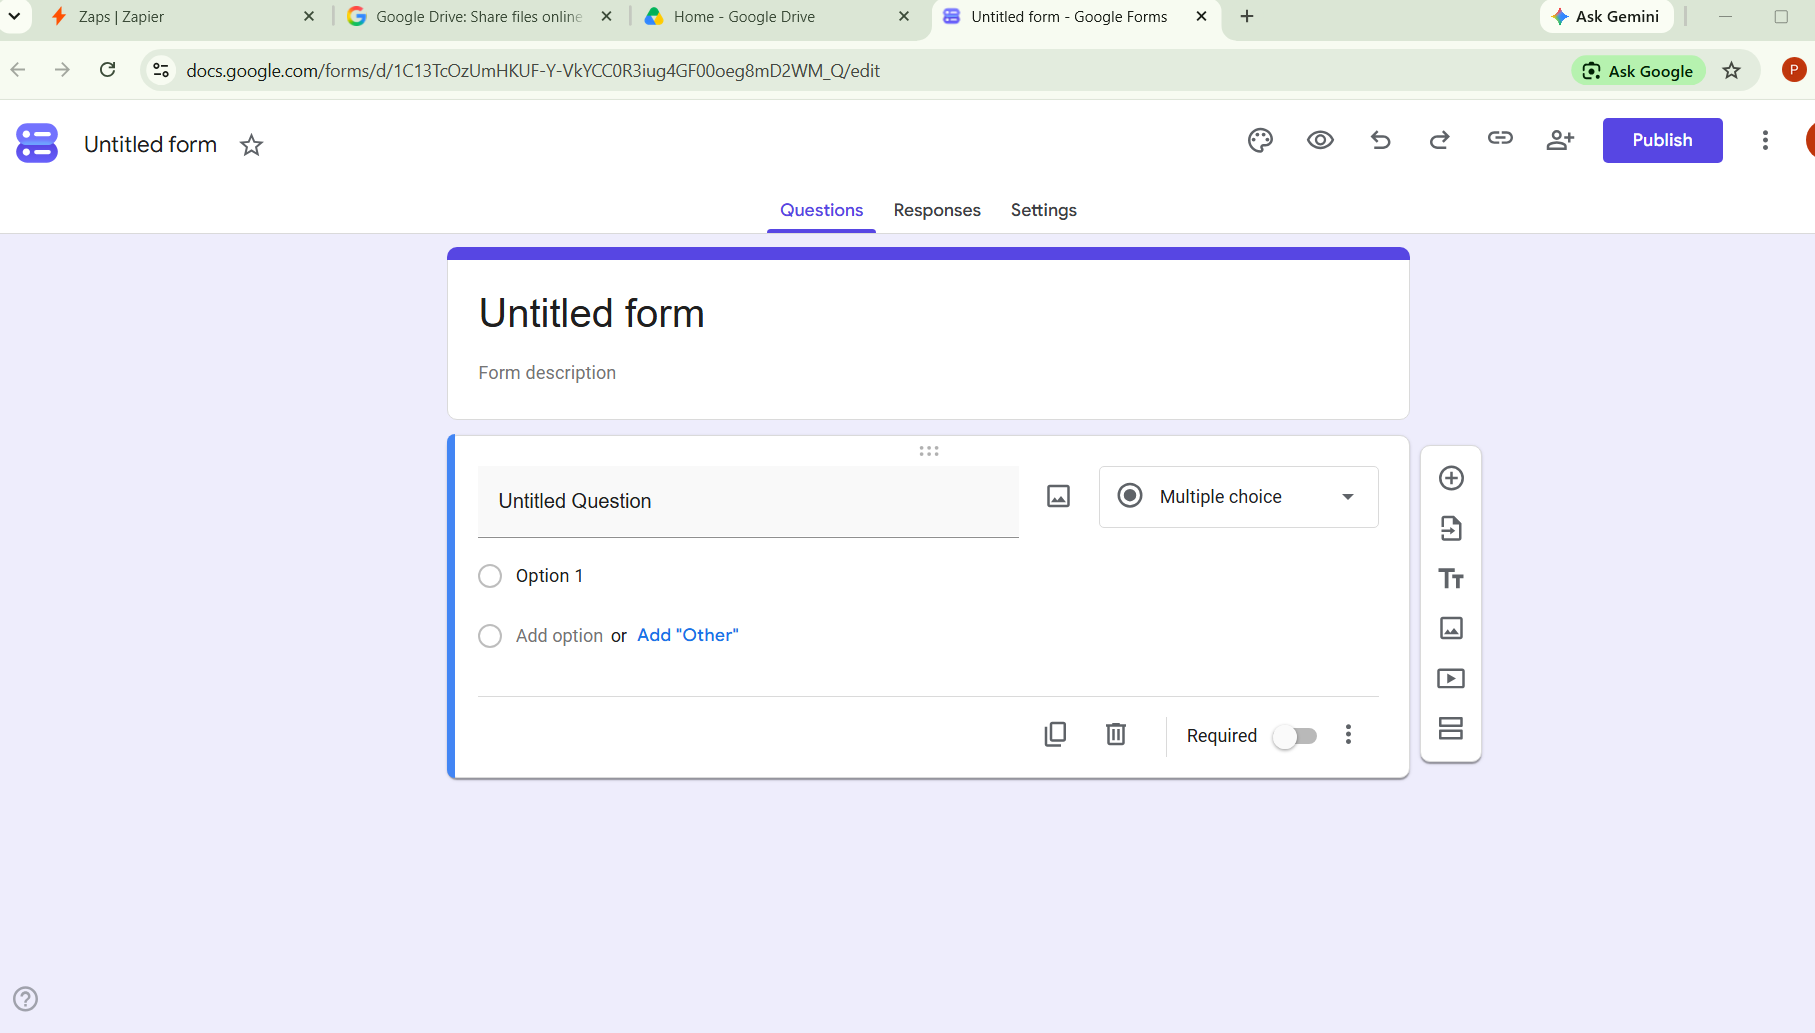 Zaps | Zapier
Google Drive: Share files online
Home - Google Drive
Untitled form - Google Forms
Ask Gemini
docs.google.com/forms/d/1C13TcOzUmHKUF-Y-VkYCC0R3iug4GF00oeg8mD2WM_Q/edit
Ask Google
P
Untitled form
Publish
Questions
Responses
Settings
Untitled form
Form description
Untitled Question
Multiple choice
Option 1
Add option or Add "Other"
Required